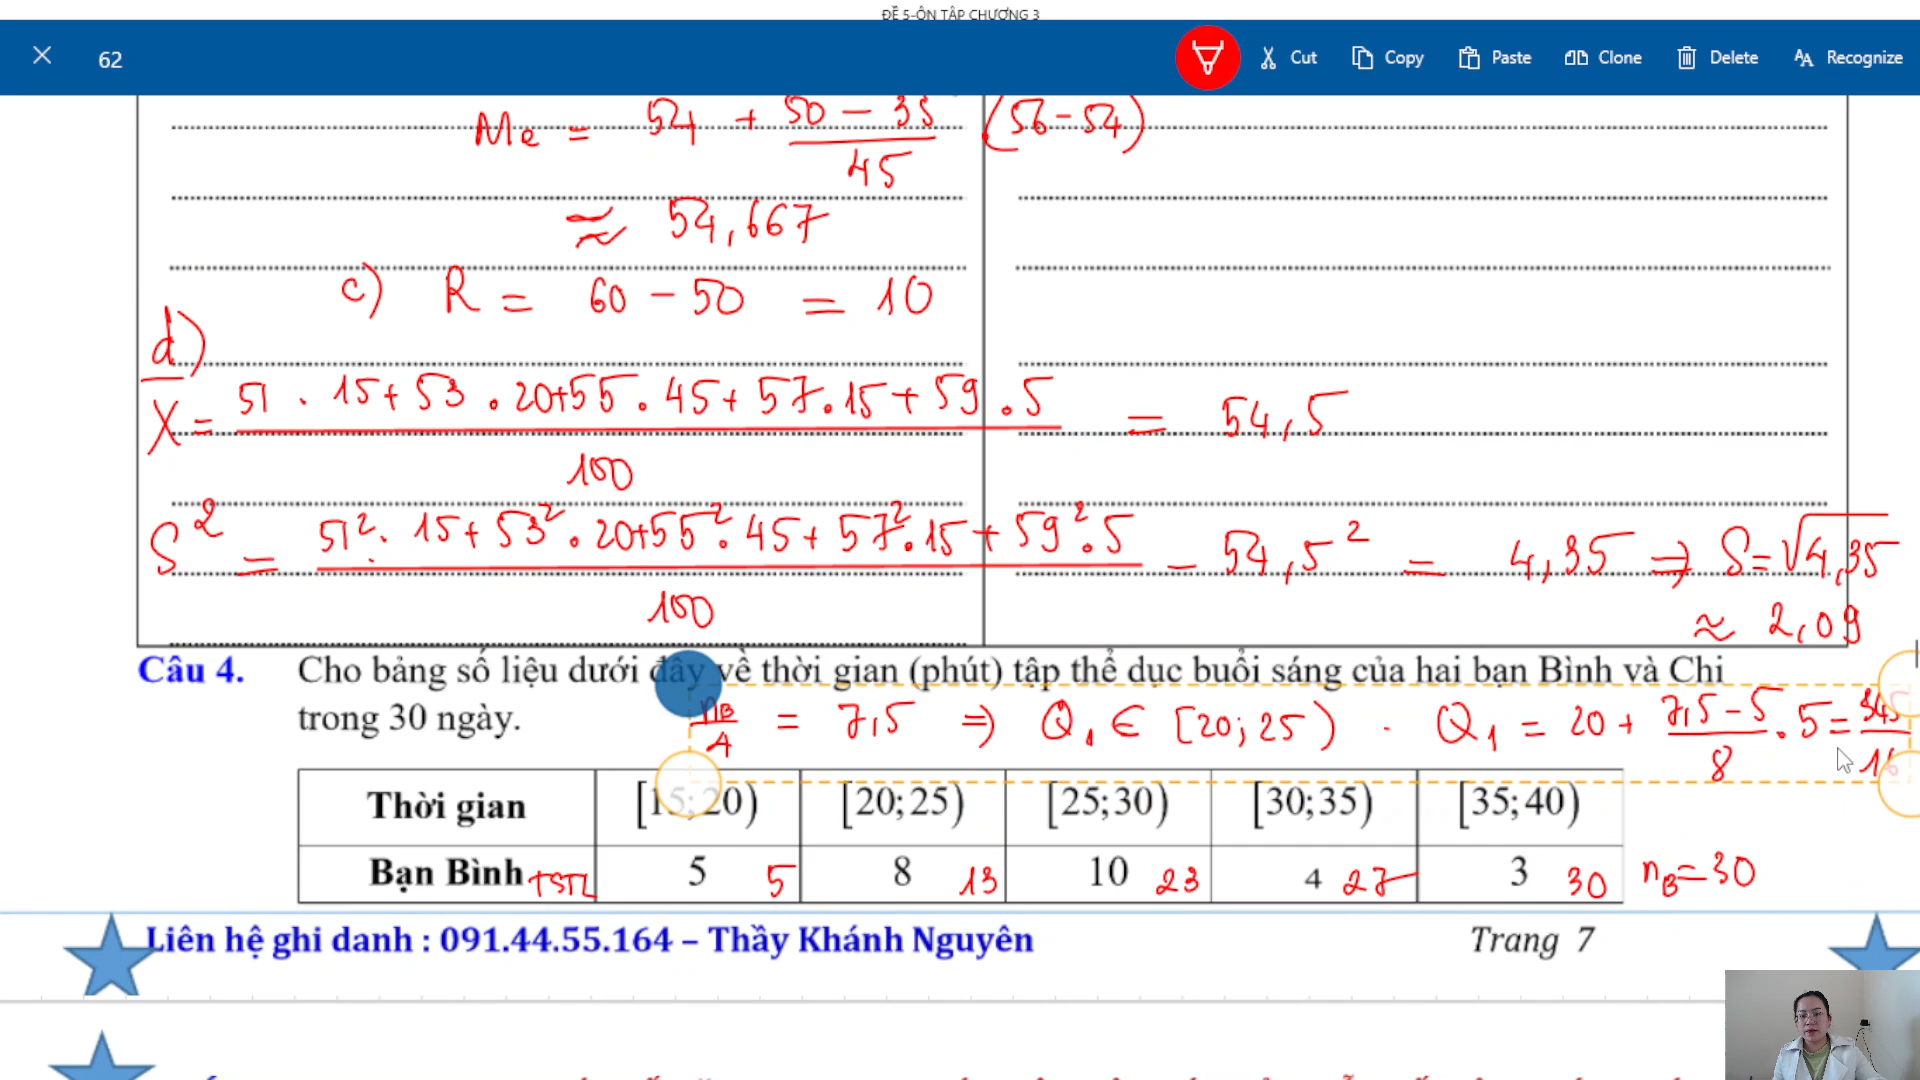 ĐỀ 5-ÔN TẬP CHƯƠNG 3
62 Cut Copy Paste Clone Delete Recognize
Me = 54 + (50 − 35)/45 (56−54)
≈ 54,667
c) R = 60 − 50 = 10
d)
X̄ = (51 . 15 + 53 . 20 + 55 . 45 + 57 . 15 + 59 . 5)/100 = 54,5
S² = (51² . 15 + 53² . 20 + 55² . 45 + 57² . 15 + 59² . 5)/100 − 54,5² = 4,35 ⇒ S = √4,35
≈ 2,09
Câu 4. Cho bảng số liệu dưới đây về thời gian (phút) tập thể dục buổi sáng của hai bạn Bình và Chi
trong 30 ngày.
n_B/4 = 7,5 ⇒ Q₁ ∈ [20;25) . Q₁ = 20 + (7,5 − 5)/8 . 5 = 345/16
Thời gian [15;20) [20;25) [25;30) [30;35) [35;40)
Bạn Bình TSTL 5 5 8 13 10 23 4 27 3 30 n_B=30
Liên hệ ghi danh : 091.44.55.164 – Thầy Khánh Nguyên Trang 7